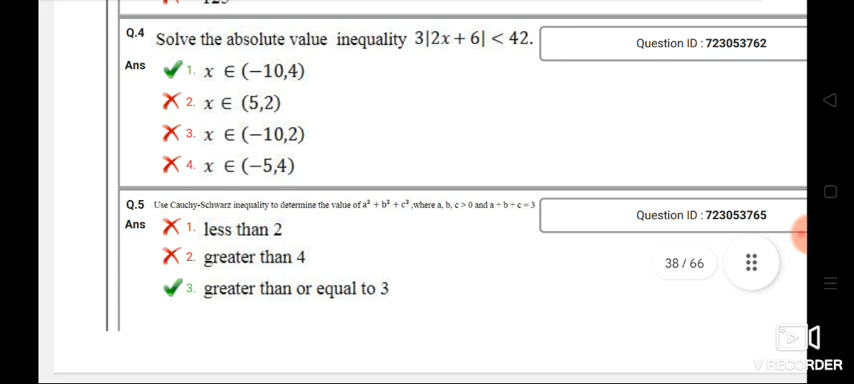 Q.4 Solve the absolute value inequality 3|2x + 6| < 42.
Question ID : 723053762
Ans 1. x ∈ (−10,4)
2. x ∈ (5,2)
3. x ∈ (−10,2)
4. x ∈ (−5,4)
Q.5 Use Cauchy-Schwarz inequality to determine the value of a² + b² + c² ,where a, b, c > 0 and a + b + c = 3
Question ID : 723053765
Ans 1. less than 2
2. greater than 4
3. greater than or equal to 3
38 / 66
V RECORDER